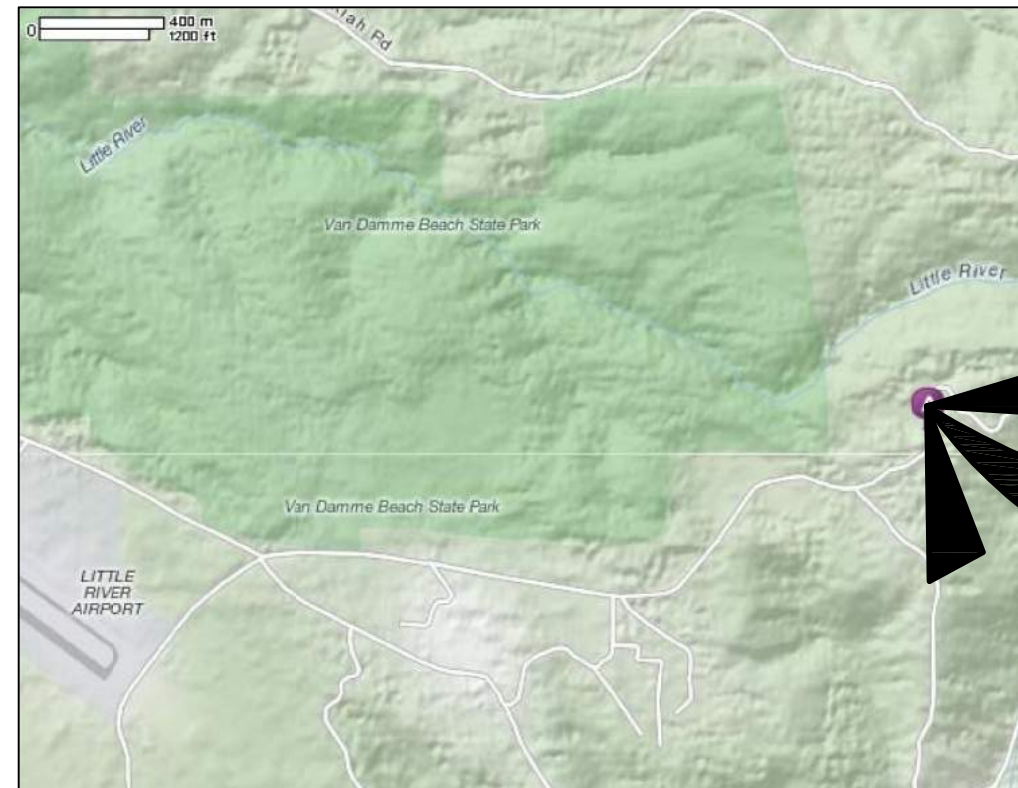 0
400 m
1200 ft
Rd
Little River
Van Damme Beach State Park
Little River
Van Damme Beach State Park
LITTLE
RIVER
AIRPORT